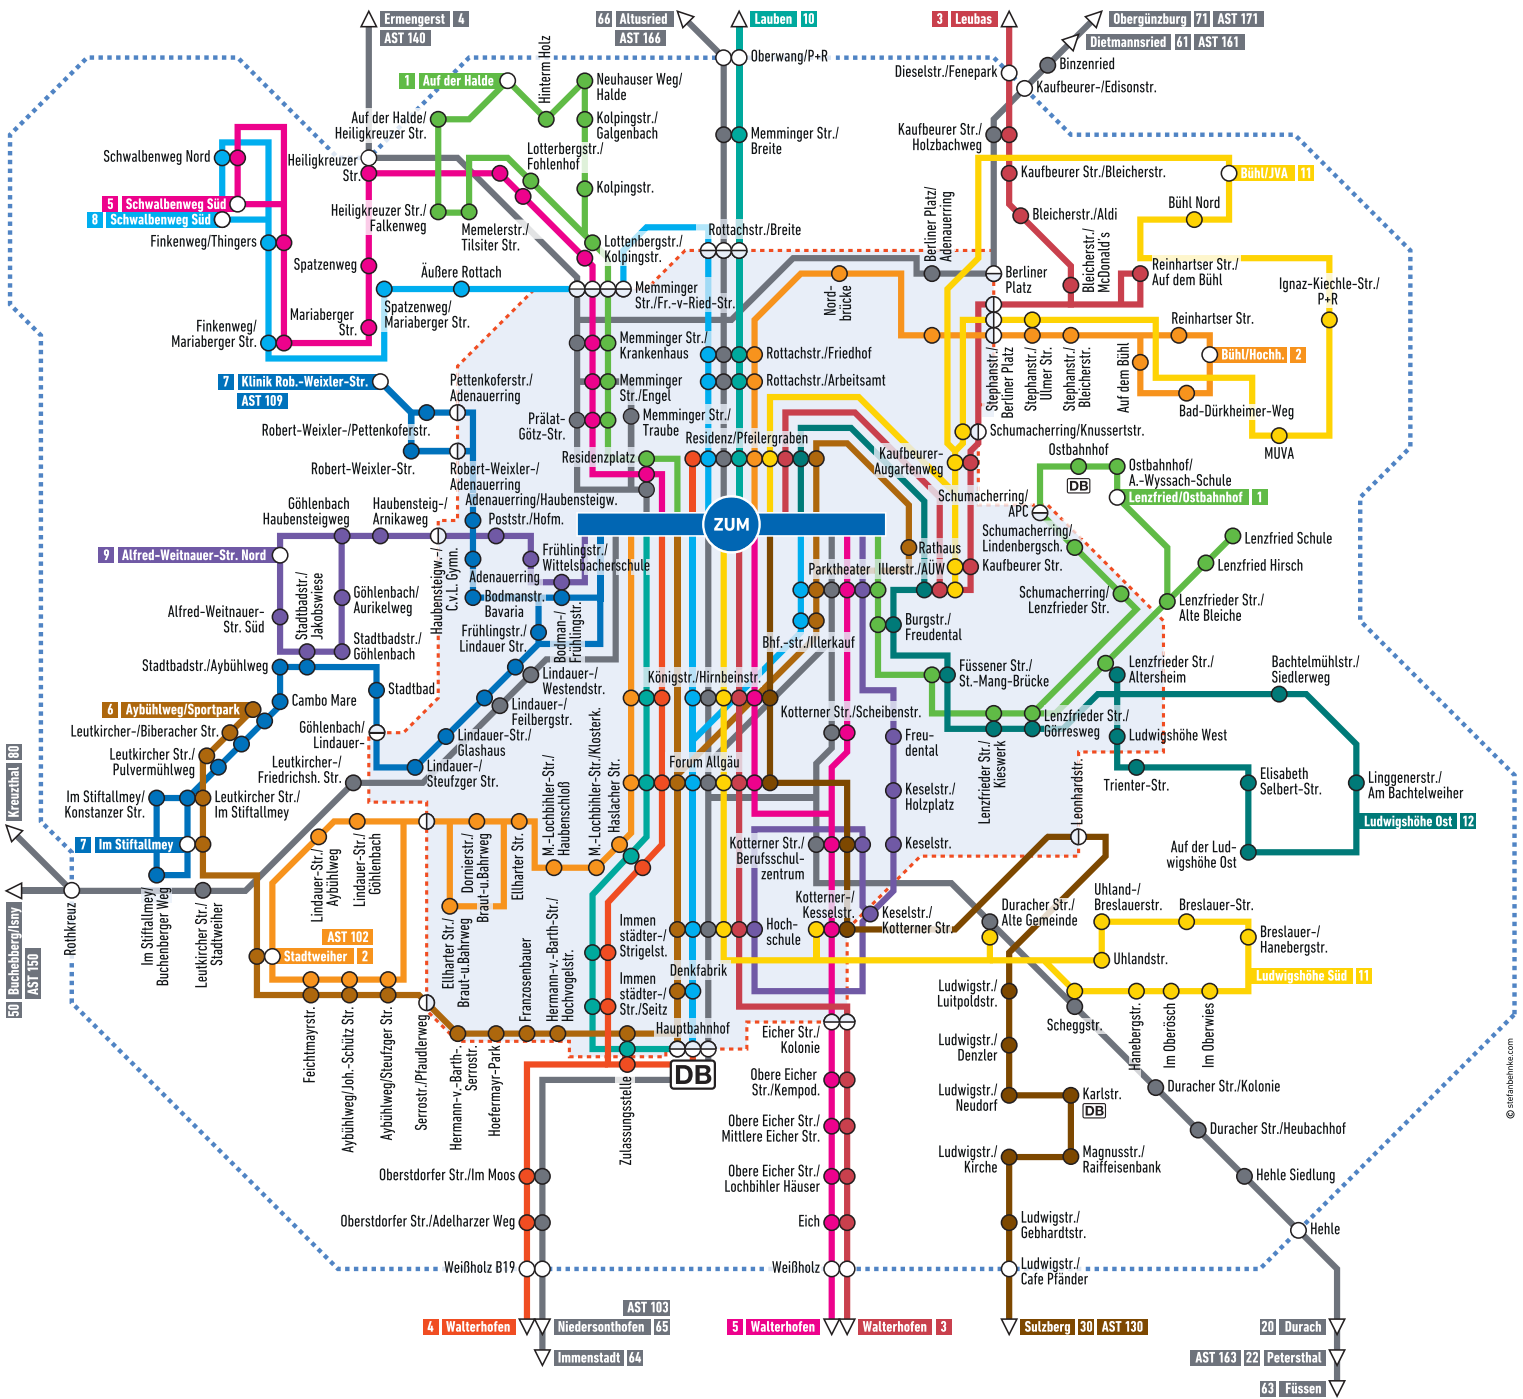 Ermengerst 4
AST 140
66 Altusried
AST 166
Lauben 10
3 Leubas
Obergünzburg 71 AST 171
Dietmannsried 61 AST 161
Oberwang/P+R
Binzenried
Dieselstr./Fenepark
Kaufbeurer-/Edisonstr.
1 Auf der Halde
Hinterm Holz
Neuhauser Weg/
Halde
Auf der Halde/
Heiligkreuzer Str.
Kolpingstr./
Galgenbach
Memminger Str./
Breite
Kaufbeurer Str./
Holzbachweg
Schwalbenweg Nord
Heiligkreuzer
Str.
Lotterbergstr./
Fohlenhof
Kolpingstr.
Kaufbeurer Str./Bleicherstr.
Bühl/JVA 11
5 Schwalbenweg Süd
8 Schwalbenweg Süd
Heiligkreuzer Str./
Falkenweg
Memelerstr./
Tilsiter Str.
Berliner Platz/
Adenauerring
Bleicherstr./Aldi
Bühl Nord
Finkenweg/Thingers
Lottenbergstr./
Kolpingstr.
Rottachstr./Breite
Spatzenweg
Äußere Rottach
Berliner
Platz
Bleicherstr./
McDonald's
Reinhartser Str./
Auf dem Bühl
Spatzenweg/
Mariaberger Str.
Memminger
Str./Fr.-v-Ried-Str.
Nord-
brücke
Ignaz-Kiechle-Str./
P+R
Mariaberger
Str.
Finkenweg/
Mariaberger Str.
Memminger Str./
Krankenhaus
Rottachstr./Friedhof
Reinhartser Str.
Bühl/Hochh. 2
7 Klinik Rob.-Weixler-Str.
AST 109
Pettenkoferstr./
Adenauerring
Memminger
Str./Engel
Rottachstr./Arbeitsamt
Stephanstr./
Berliner Platz
Stephanstr./
Ulmer Str.
Stephanstr./
Bleicherstr.
Auf dem Bühl
Bad-Dürkheimer-Weg
Robert-Weixler-/Pettenkoferstr.
Prälat-
Götz-Str.
Memminger Str./
Traube
Residenz/Pfeilergraben
Schumacherring/Knussertstr.
MUVA
Robert-Weixler-Str.
Robert-Weixler-/
Adenauerring
Residenzplatz
Kaufbeurer-
Augartenweg
Ostbahnhof
DB
Ostbahnhof/
A.-Wyssach-Schule
Lenzfried/Ostbahnhof 1
Göhlenbach
Haubensteigweg
Haubensteig-/
Arnikaweg
Adenauerring/Haubensteigw.
Poststr./Hofm.
ZUM
Schumacherring/
APC
Schumacherring/
Lindenbergsch.
Lenzfried Schule
9 Alfred-Weitnauer-Str. Nord
Haubensteigw.-/
C.v.L. Gymn.
Adenauerring
Frühlingstr./
Wittelsbacherschule
Rathaus
Parktheater
Illerstr./AÜW
Kaufbeurer Str.
Lenzfried Hirsch
Stadtbadstr./
Jakobswiese
Göhlenbach/
Aurikelweg
Bodmanstr.
Bavaria
Schumacherring/
Lenzfrieder Str.
Lenzfrieder Str./
Alte Bleiche
Alfred-Weitnauer-
Str. Süd
Stadtbadstr./
Göhlenbach
Frühlingstr./
Lindauer Str.
Bodman-/
Frühlingstr.
Bhf.-str./Illerkauf
Burgstr./
Freudental
Stadtbadstr./Aybühlweg
Stadtbad
Lindauer-/
Westendstr.
Königstr./Hirnbeinstr.
Füssener Str./
St.-Mang-Brücke
Lenzfrieder Str./
Altersheim
Bachtelmühlstr./
Siedlerweg
Cambo Mare
6 Aybühlweg/Sportpark
Lindauer-/
Feilbergstr.
Kotterner Str./Scheibenstr.
Lenzfrieder Str./
Görresweg
Leutkircher-/Biberacher Str.
Göhlenbach/
Lindauer-
Lindauer-Str./
Glashaus
Freu-
dental
Ludwigshöhe West
Leutkircher Str./
Pulvermühlweg
Leutkircher-/
Friedrichsh. Str.
Lindauer-/
Steufzger Str.
Forum Allgäu
Lenzfrieder Str./
Kieswerk
Leonhardstr.
Trienter-Str.
Elisabeth
Selbert-Str.
Linggenerstr./
Am Bachtelweiher
Kreuzthal 80
Im Stiftallmey/
Konstanzer Str.
Leutkircher Str./
Im Stiftallmey
M.-Lochbihler-Str./
Haubenschloß
M.-Lochbihler-Str./Klosterk.
Haslacher Str.
Keselstr./
Holzplatz
Ludwigshöhe Ost 12
7 Im Stiftallmey
Lindauer-Str./
Aybühlweg
Lindauer-Str./
Göhlenbach
Dornierstr./
Braut-u.Bahrweg
Ellharter Str.
Kotterner Str./
Berufsschul-
zentrum
Keselstr.
Auf der Lud-
wigshöhe Ost
50 Buchebberg/Isny
AST 150
Rothkreuz
Im Stiftallmey/
Buchenberger Weg
Leutkircher Str./
Stadtweiher
Ellharter Str./
Braut-u.Bahrweg
Hermann-v.-Barth-Str./
Hochvogelstr.
Immen
städter-/
Strigelst.
Hoch-
schule
Kotterner-/
Kesselstr.
Keselstr./
Kotterner Str.
Duracher Str./
Alte Gemeinde
Uhland-/
Breslauerstr.
Breslauer-Str.
Breslauer-/
Hanebergstr.
AST 102
Stadtweiher 2
Uhlandstr.
Ludwigshöhe Süd 11
Franzosenbauer
Immen
städter-/
Str./Seitz
Denkfabrik
Ludwigstr./
Luitpoldstr.
Scheggstr.
Hanebergstr.
Im Oberösch
Im Oberwies
Feichtmayrstr.
Aybühlweg/Joh.-Schütz Str.
Aybühlweg/Steufzger Str.
Serrostr./Pfaudlerweg
Hermann-v.-Barth-.
Serrostr.
Hoefermayr-Park
Hauptbahnhof
DB
Eicher Str./
Kolonie
Ludwigstr./
Denzler
Zulassungsstelle
Obere Eicher
Str./Kempod.
Ludwigstr./
Neudorf
Karlstr.
DB
Duracher Str./Kolonie
Obere Eicher Str./
Mittlere Eicher Str.
Duracher Str./Heubachhof
Ludwigstr./
Kirche
Magnusstr./
Raiffeisenbank
Oberstdorfer Str./Im Moos
Obere Eicher Str./
Lochbihler Häuser
Hehle Siedlung
Oberstdorfer Str./Adelharzer Weg
Eich
Ludwigstr./
Gebhardtstr.
Hehle
Weißholz B19
Weißholz
Ludwigstr./
Cafe Pfänder
AST 103
4 Walterhofen
Niedersonthofen 65
5 Walterhofen
Walterhofen 3
Sulzberg 30 AST 130
20 Durach
Immenstadt 64
AST 163 22 Petersthal
63 Füssen
© stefanbehnke.com